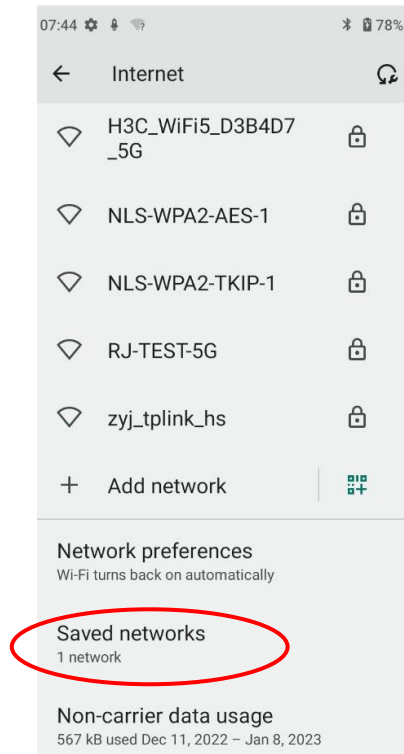 07:44 78%
Internet
H3C_WiFi5_D3B4D7
_5G
NLS-WPA2-AES-1
NLS-WPA2-TKIP-1
RJ-TEST-5G
zyj_tplink_hs
Add network
Network preferences
Wi-Fi turns back on automatically
Saved networks
1 network
Non-carrier data usage
567 kB used Dec 11, 2022 – Jan 8, 2023